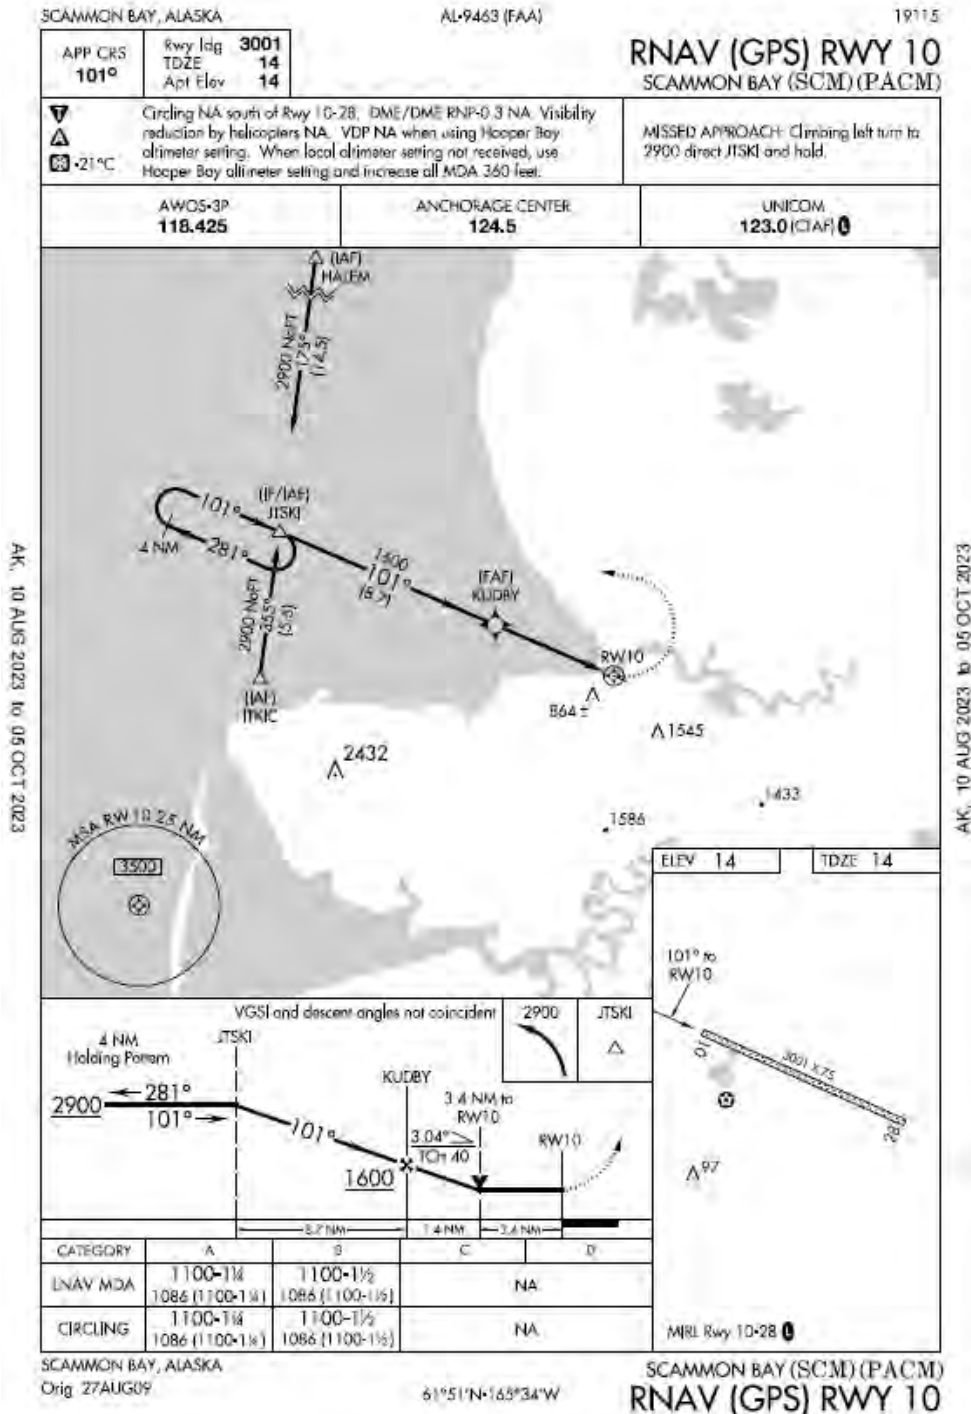 SCAMMON BAY, ALASKA
AL-9463 (FAA)
19115
APP CRS
101°
Rwy ldg 3001
TDZE 14
Apt Elev 14
RNAV (GPS) RWY 10
SCAMMON BAY (SCM) (PACM)
T
A
-21°C
Circling NA south of Rwy 10-28. DME/DME RNP-0.3 NA. Visibility
reduction by helicopters NA. VDP NA when using Hooper Bay
altimeter setting. When local altimeter setting not received, use
Hooper Bay altimeter setting and increase all MDA 360 feet.
MISSED APPROACH: Climbing left turn to
2900 direct JTSKI and hold.
AWOS-3P
118.425
ANCHORAGE CENTER
124.5
UNICOM
123.0 (CTAF) L
(IAF)
HALEM
2900 NoPT
175°
(14.5)
(IF/IAF)
JTSKI
101°
281°
4 NM
1600
101°
(8.7)
(FAF)
KUDBY
2900 NoPT
355°
(5.6)
(IAF)
JTKIC
RW10
864±
1545
2432
1433
1586
MSA RW10 25 NM
3500
ELEV 14
TDZE 14
101° to
RW10
10
3001 X 75
28
97
MIRL Rwy 10-28 L
VGSI and descent angles not coincident
2900
JTSKI
4 NM
Holding Pattern
JTSKI
KUDBY
2900
281°
101°
101°
3.4 NM to
RW10
3.04°
TCH 40
RW10
1600
8.7 NM
1.4 NM
3.4 NM
CATEGORY A B C D
LNAV MDA
1100-1¼
1086 (1100-1¼)
1100-1½
1086 (1100-1½)
NA
CIRCLING
1100-1¼
1086 (1100-1¼)
1100-1½
1086 (1100-1½)
NA
SCAMMON BAY, ALASKA
Orig 27AUG09
61°51'N-165°34'W
SCAMMON BAY (SCM) (PACM)
RNAV (GPS) RWY 10
AK, 10 AUG 2023 to 05 OCT 2023
AK, 10 AUG 2023 to 05 OCT 2023